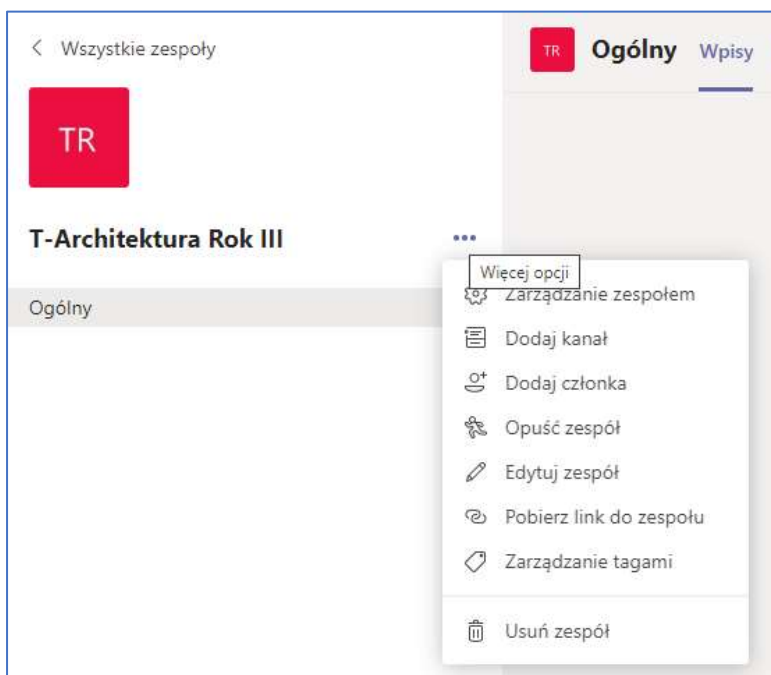 Wszystkie zespoły
TR
T-Architektura Rok III
Ogólny
TR Ogólny Wpisy
Więcej opcji
Zarządzanie zespołem
Dodaj kanał
Dodaj członka
Opuść zespół
Edytuj zespół
Pobierz link do zespołu
Zarządzanie tagami
Usuń zespół